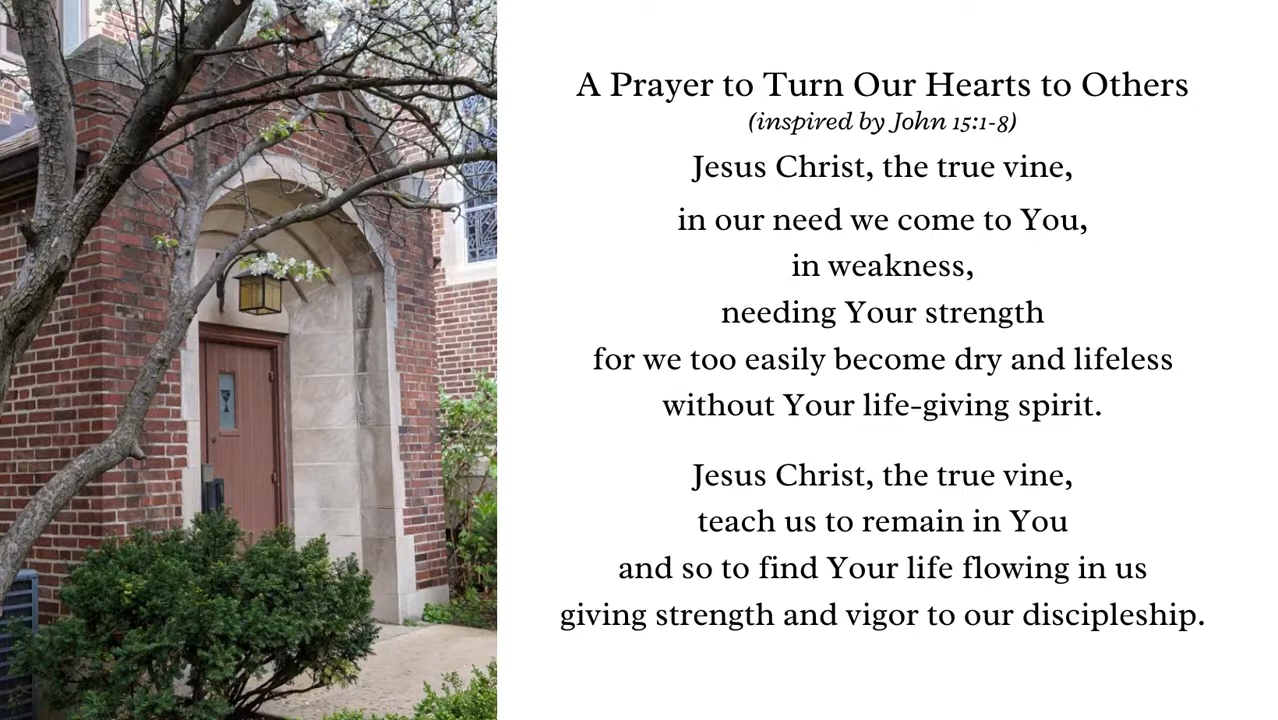 A Prayer to Turn Our Hearts to Others
(inspired by John 15:1-8)
Jesus Christ, the true vine,
in our need we come to You,
in weakness,
needing Your strength
for we too easily become dry and lifeless
without Your life-giving spirit.
Jesus Christ, the true vine,
teach us to remain in You
and so to find Your life flowing in us
giving strength and vigor to our discipleship.